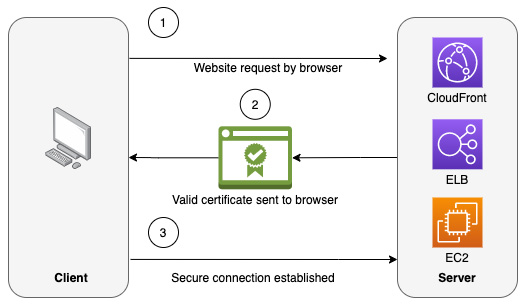 1
Website request by browser
CloudFront
2
ELB
Valid certificate sent to browser
3
EC2
Client
Secure connection established
Server